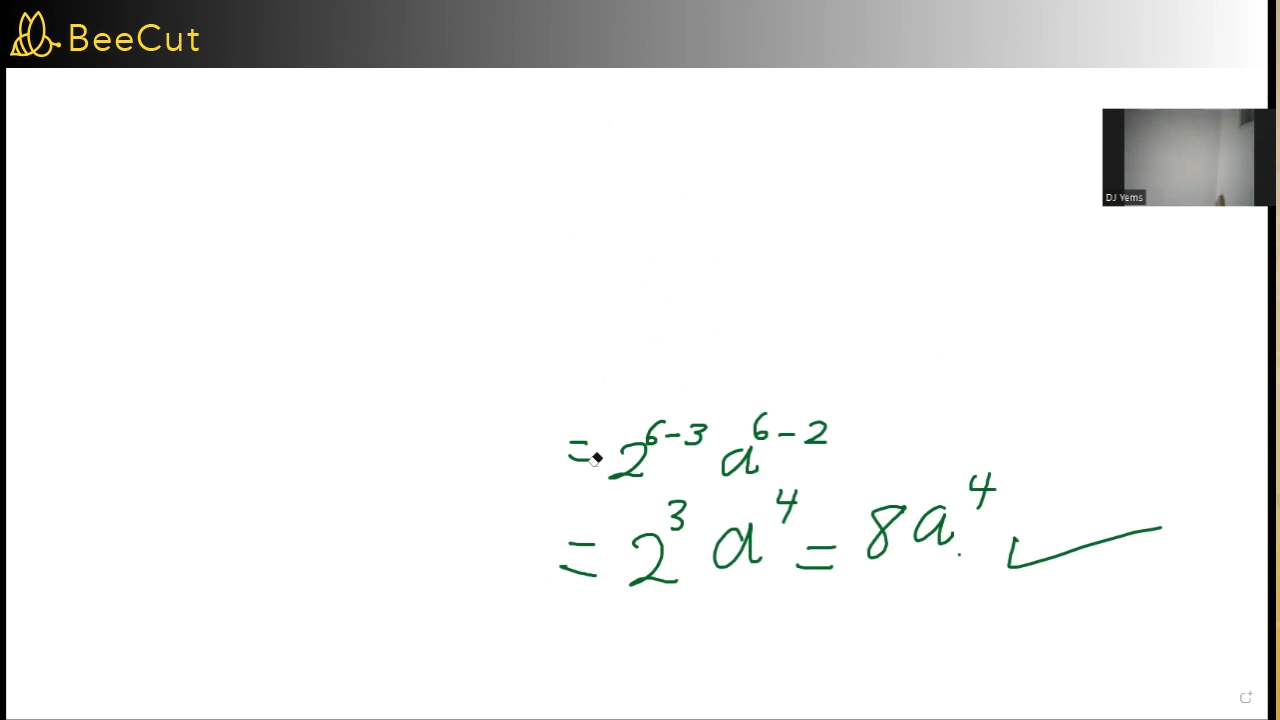 BeeCut
DJ Yems
= 2^{6-3} a^{6-2}
= 2^3 a^4 = 8a^4 ✓